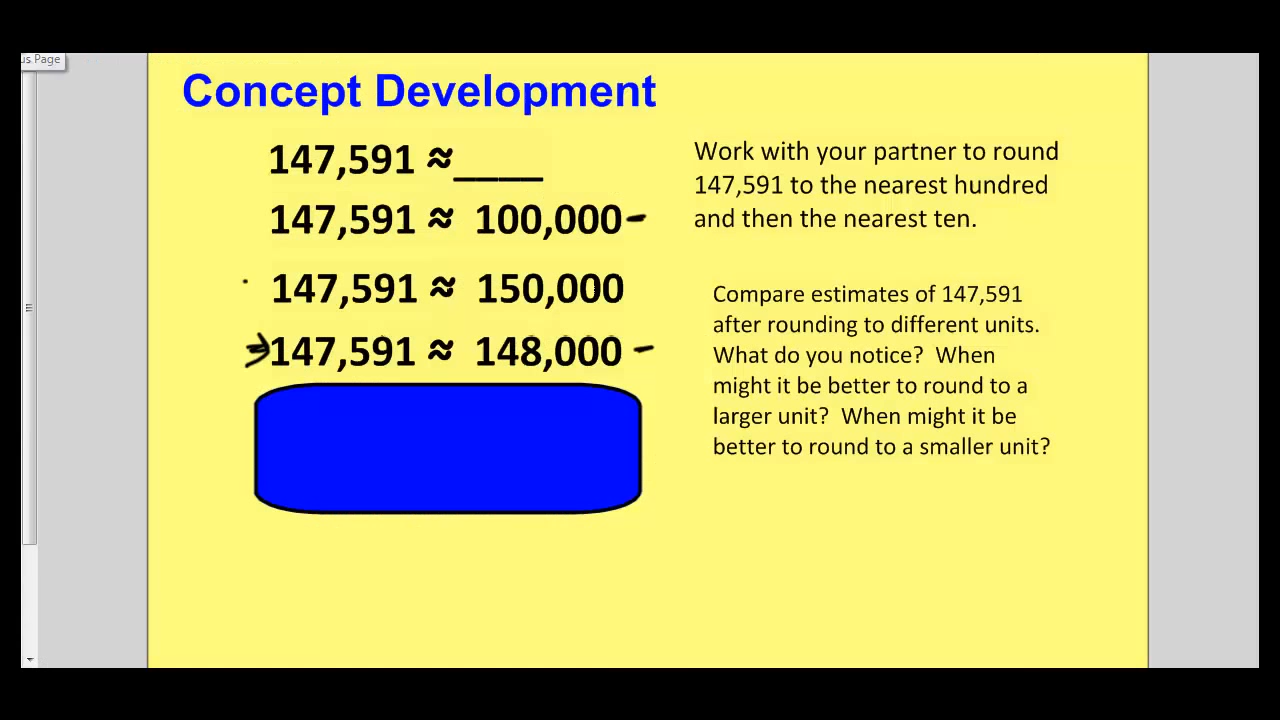 us Page
Concept Development
147,591 ≈____
147,591 ≈ 100,000
147,591 ≈ 150,000
147,591 ≈ 148,000
Work with your partner to round
147,591 to the nearest hundred
and then the nearest ten.
Compare estimates of 147,591
after rounding to different units.
What do you notice? When
might it be better to round to a
larger unit? When might it be
better to round to a smaller unit?